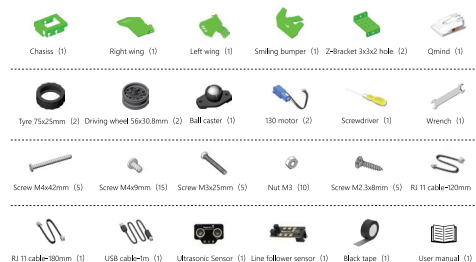 Chasiss (1) Right wing (1) Left wing (1) Smiling bumper (1) Z-Bracket 3x3x2 hole (2) Qmind (1)
Tyre 75x25mm (2) Driving wheel 56x30.8mm (2) Ball caster (1) 130 motor (2) Screwdriver (1) Wrench (1)
Screw M4x42mm (5) Screw M4x9mm (15) Screw M3x25mm (5) Nut M3 (10) Screw M2.3x8mm (5) RJ 11 cable-120mm
RJ 11 cable-180mm (1) USB cable-1m (1) Ultrasonic Sensor (1) Line follower sensor (1) Black tape (1) User manual (1)